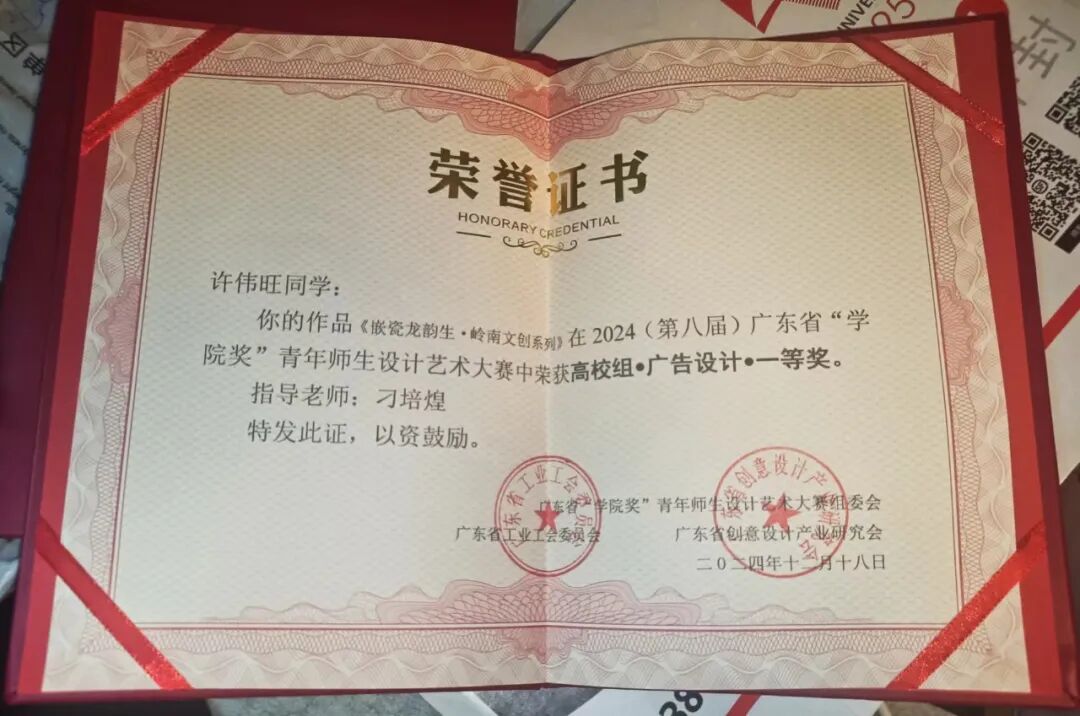 荣誉证书
HONORARY CREDENTIAL
许伟旺同学：
你的作品《嵌瓷龙韵生·岭南文创系列》在2024（第八届）广东省“学
院奖”青年师生设计艺术大赛中荣获高校组•广告设计•一等奖。
指导老师：刁培煌
特发此证，以资鼓励。
广东省“学院奖”青年师生设计艺术大赛组委会
广东省工业工会委员会 广东省创意设计产业研究会
二〇二四年十二月十八日